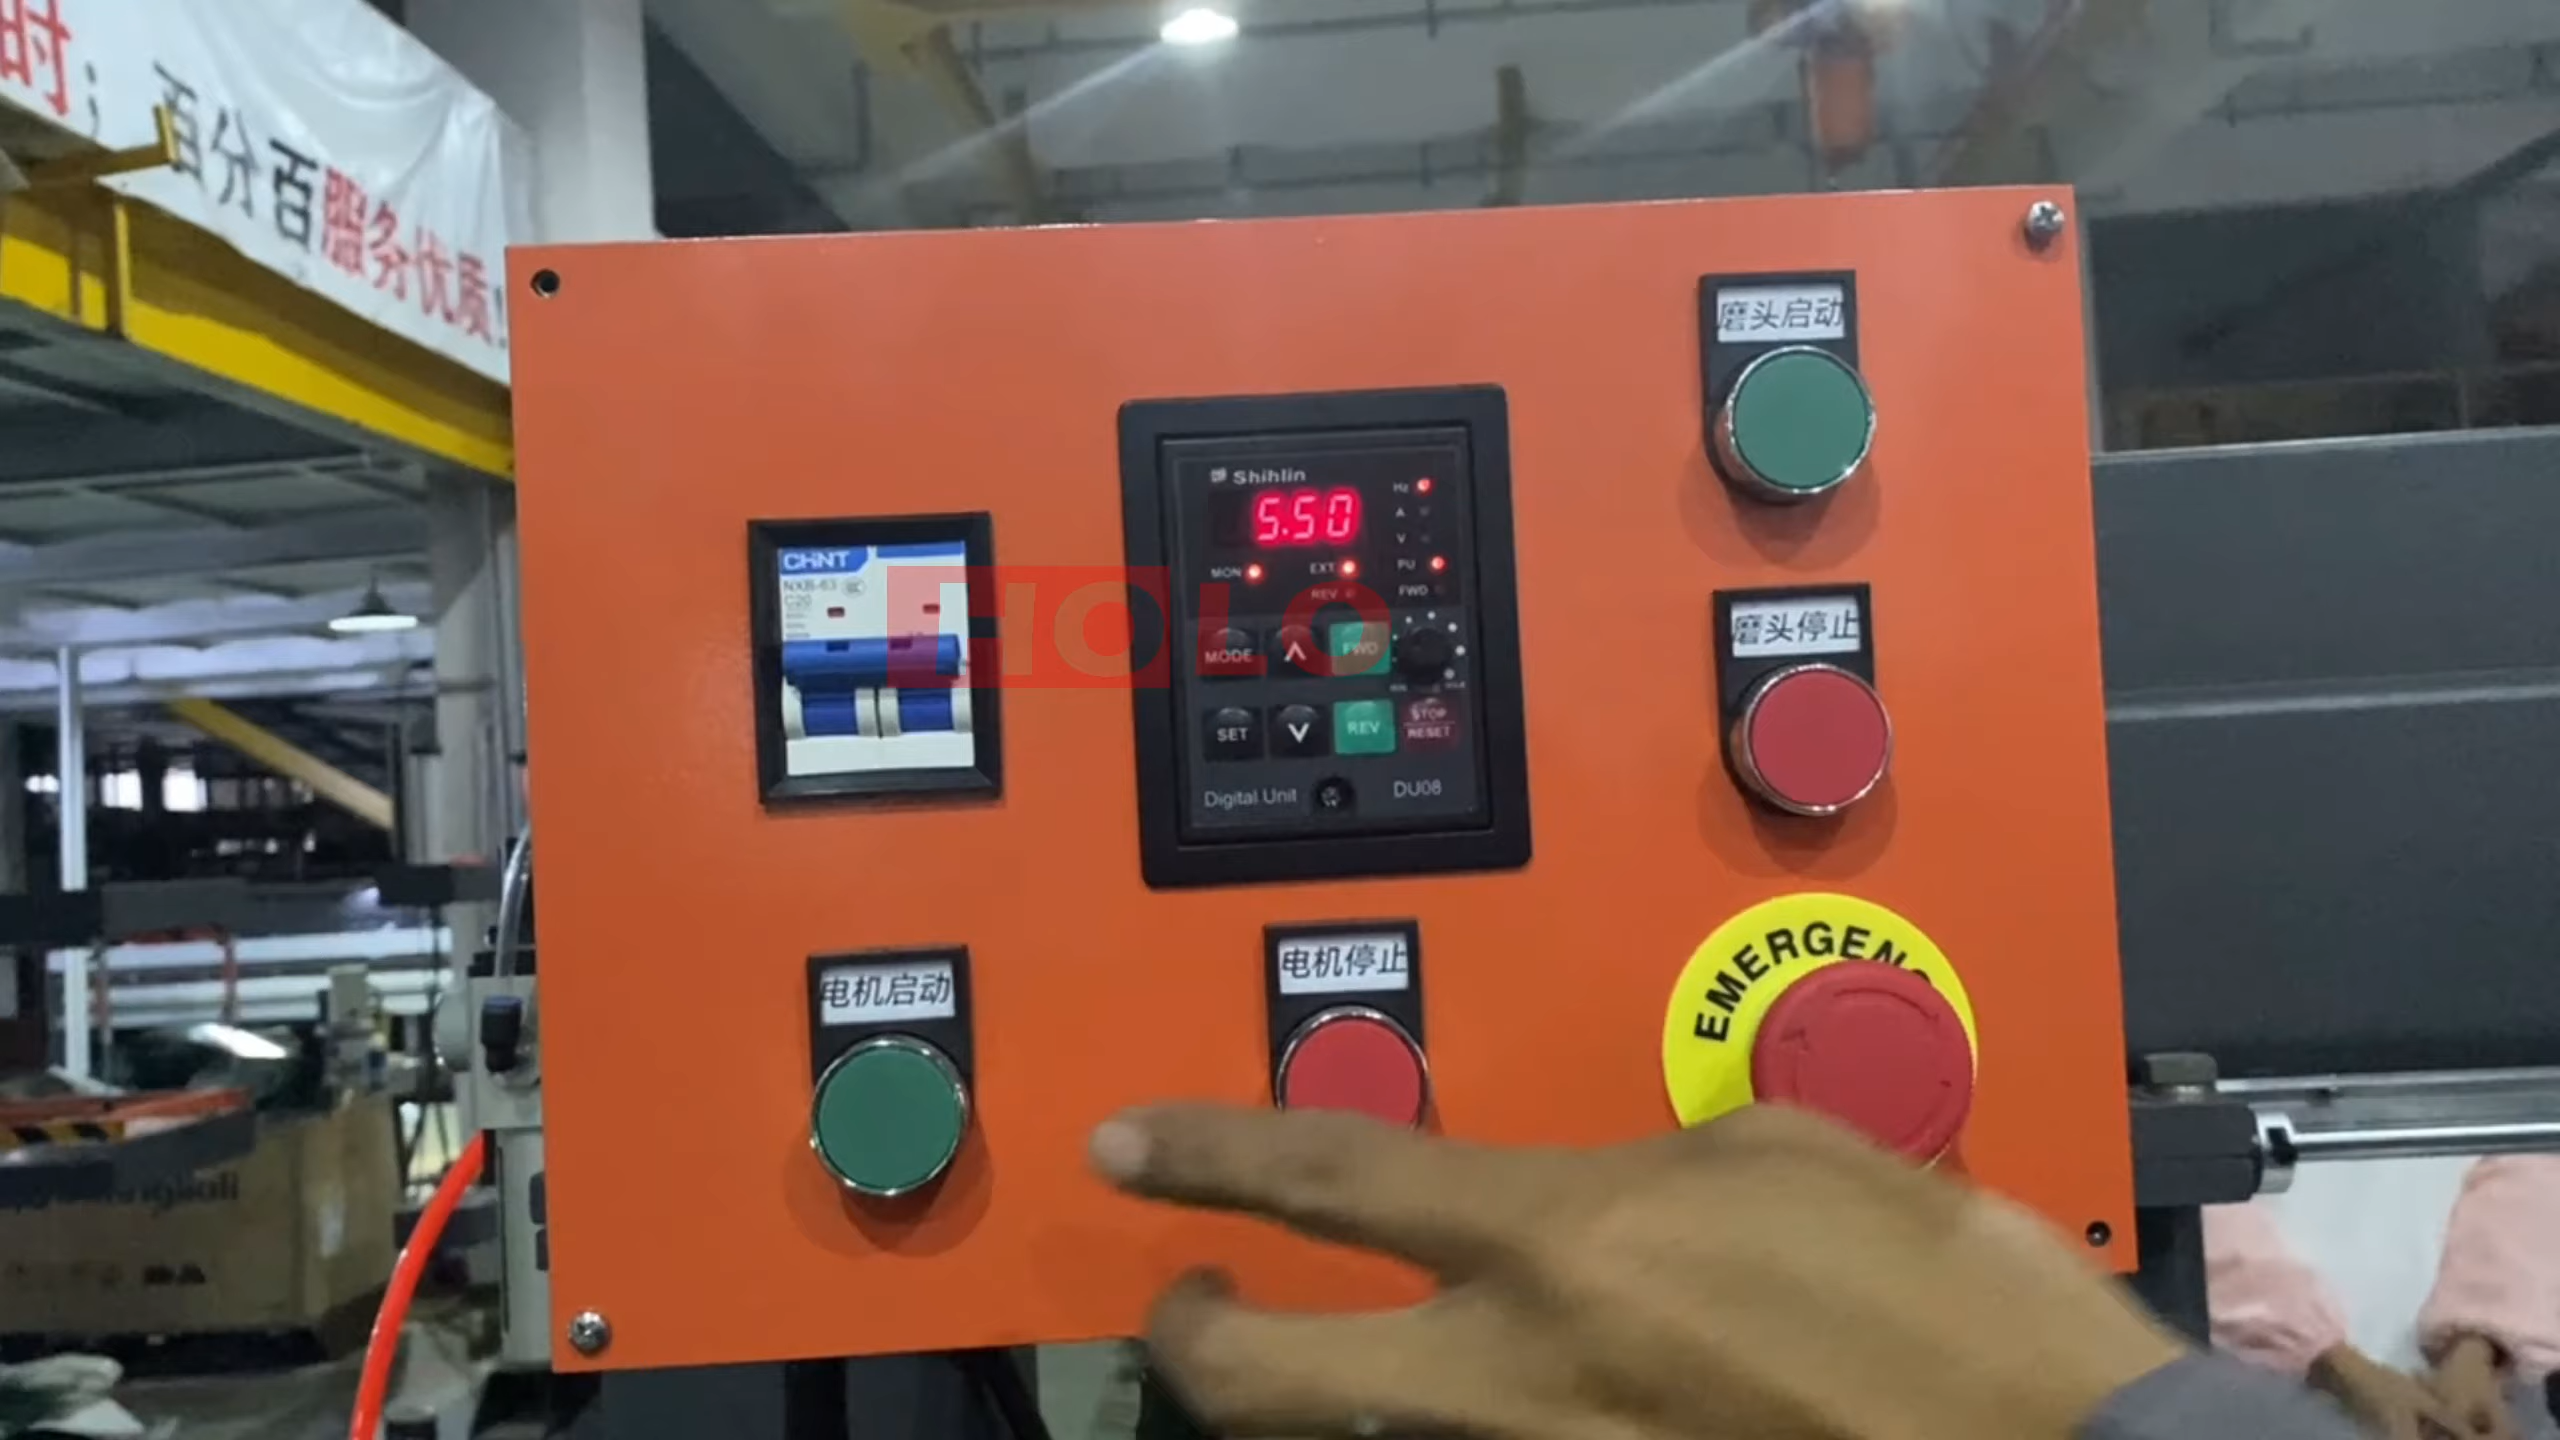 时；百分百服务优质！
磨头启动
Shihlin
5.50
Hz
A
V
MON
EXT
PU
REV
FWD
CHNT
NXB-63
C20
HOLO
磨头停止
MODE
FWD
SET
REV
STOP
RESET
Digital Unit
DU08
电机启动
电机停止
EMERGENC